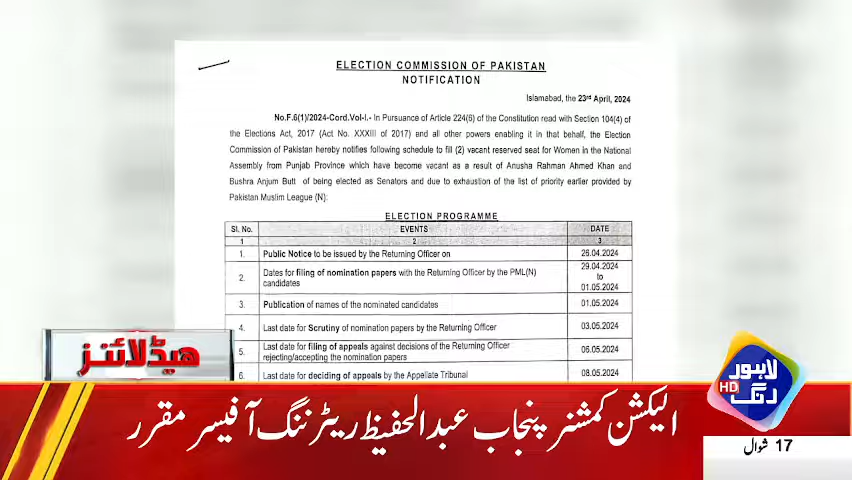 ELECTION COMMISSION OF PAKISTAN
NOTIFICATION
Islamabad, the 23rd April, 2024
No.F.6(1)/2024-Cord.Vol-I.- In Pursuance of Article 224(6) of the Constitution read with Section 104(4) of
the Elections Act, 2017 (Act No. XXXIII of 2017) and all other powers enabling it in that behalf, the Election
Commission of Pakistan hereby notifies following schedule to fill (2) vacant reserved seat for Women in the National
Assembly from Punjab Province which have become vacant as a result of Anusha Rahman Ahmed Khan and
Bushra Anjum Butt of being elected as Senators and due to exhaustion of the list of priority earlier provided by
Pakistan Muslim League (N):
ELECTION PROGRAMME
Sl. No. EVENTS DATE
1 2 3
1. Public Notice to be issued by the Returning Officer on 26.04.2024
2. Dates for filing of nomination papers with the Returning Officer by the PML(N)
candidates
29.04.2024
to
01.05.2024
3. Publication of names of the nominated candidates 01.05.2024
4. Last date for Scrutiny of nomination papers by the Returning Officer 03.05.2024
5. Last date for filing of appeals against decisions of the Returning Officer
rejecting/accepting the nomination papers
06.05.2024
6. Last date for deciding of appeals by the Appellate Tribunal 08.05.2024
ہیڈلائنز
لاہور
رنگ
HD
الیکشن کمشنر پنجاب عبدالحفیظ ریٹرننگ آفیسر مقرر
17 شوال